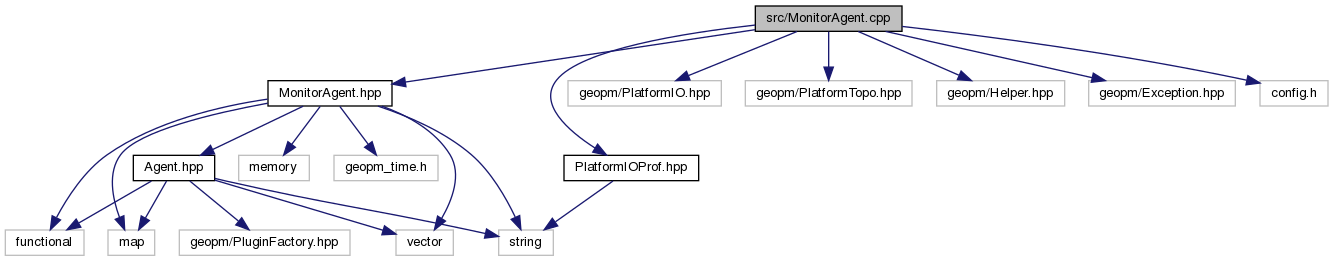 src/MonitorAgent.cpp
MonitorAgent.hpp
geopm/PlatformIO.hpp
geopm/PlatformTopo.hpp
geopm/Helper.hpp
geopm/Exception.hpp
config.h
Agent.hpp
memory
geopm_time.h
PlatformIOProf.hpp
functional
map
geopm/PluginFactory.hpp
vector
string